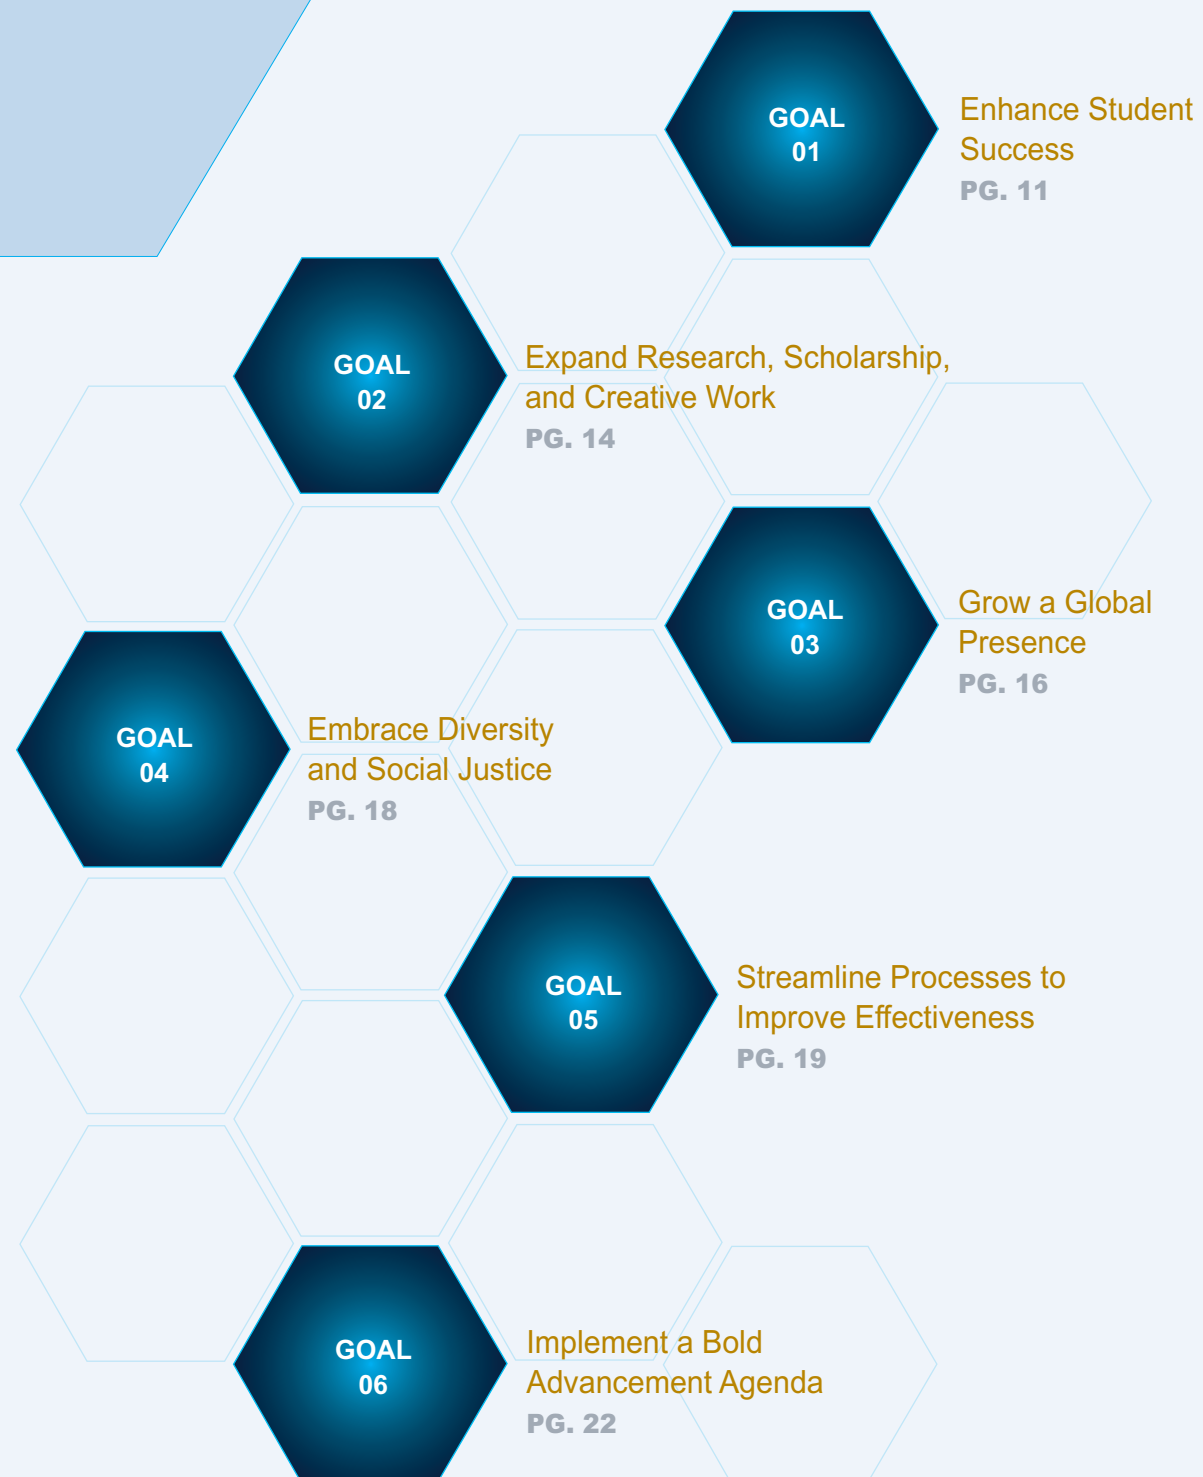 GOAL
01
Enhance Student
Success
PG. 11
GOAL
02
Expand Research, Scholarship,
and Creative Work
PG. 14
GOAL
03
Grow a Global
Presence
PG. 16
GOAL
04
Embrace Diversity
and Social Justice
PG. 18
GOAL
05
Streamline Processes to
Improve Effectiveness
PG. 19
GOAL
06
Implement a Bold
Advancement Agenda
PG. 22